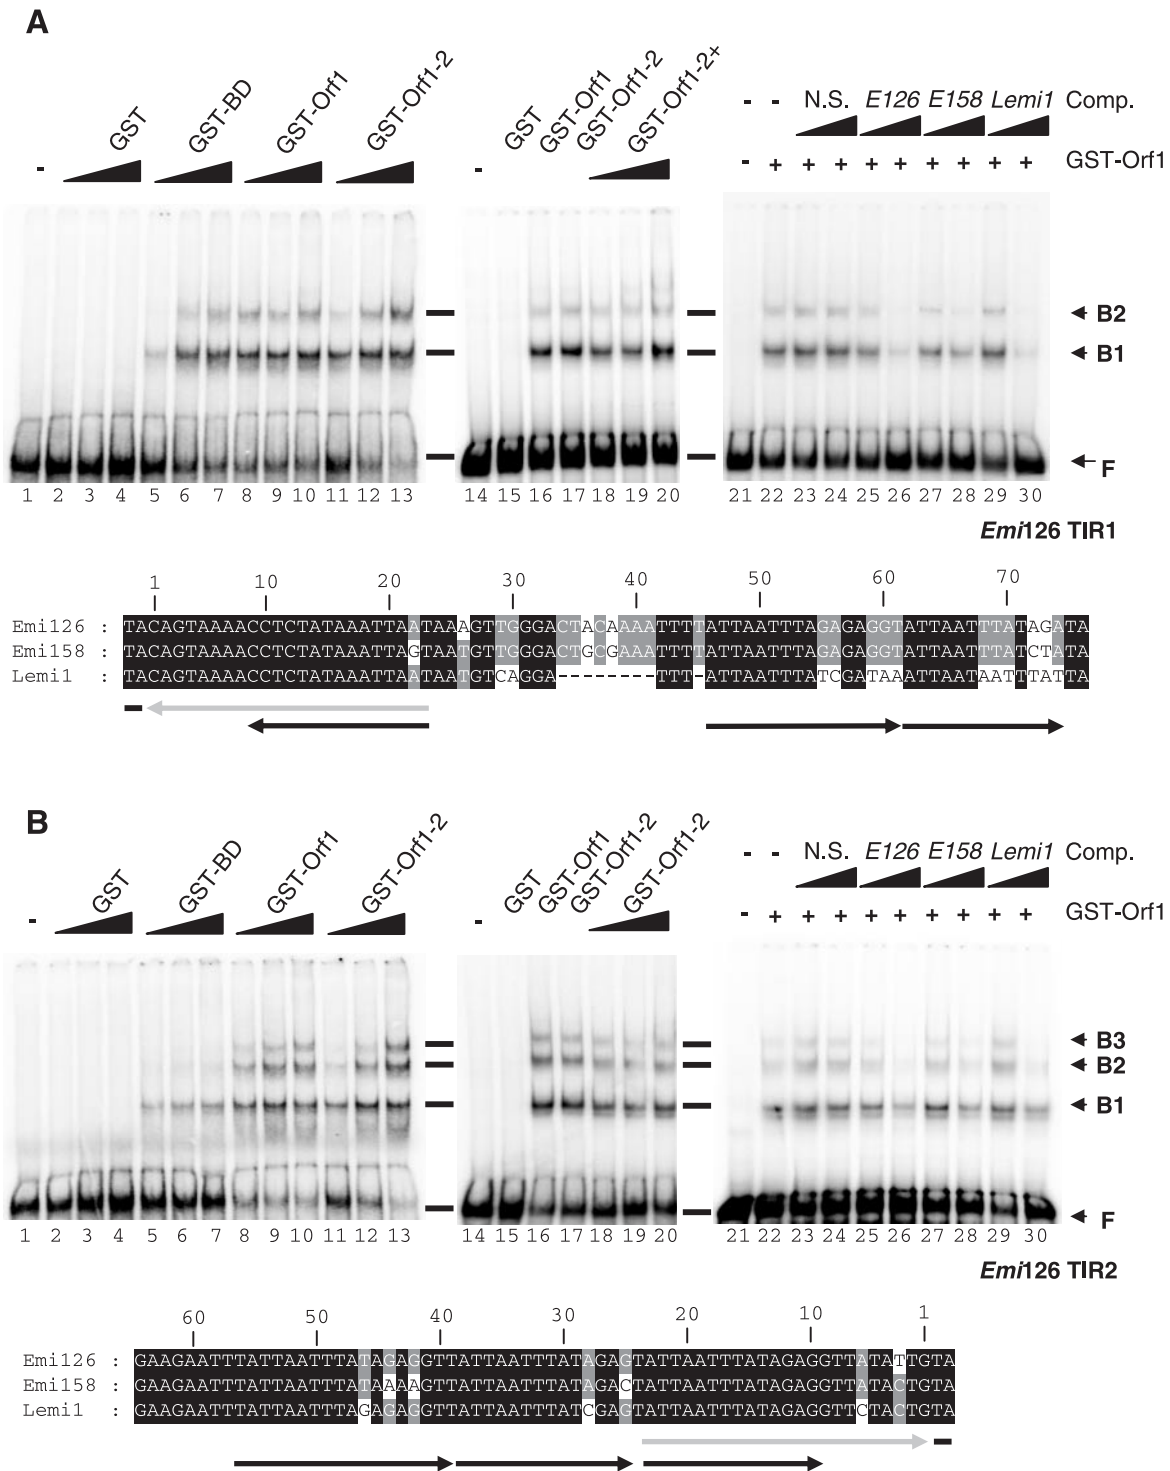 A
- GST GST-BD GST-Orf1 GST-Orf1-2
- GST GST-Orf1 GST-Orf1-2 GST-Orf1-2+
- - N.S. E126 E158 Lemi1 Comp.
- + + + + + + + + + GST-Orf1
B2
B1
F
1 2 3 4 5 6 7 8 9 10 11 12 13 14 15 16 17 18 19 20 21 22 23 24 25 26 27 28 29 30
Emi126 TIR1
1 10 20 30 40 50 60 70
Emi126 : TACAGTAAAACCTCTATAAATTAATAAAGTTGGGACTACAAAATTTTATTAATTTAGAGAGGTATTAATTTATAGATA
Emi158 : TACAGTAAAACCTCTATAAATTAGTAATGTTGGGACTGCGAAATTTTATTAATTTAGAGAGGTATTAATTTATCTATA
Lemi1 : TACAGTAAAACCTCTATAAATTAATAATGTCAGGA--------TTT-ATTAATTTATCGATAAATTAATAATTTATTA
B
- GST GST-BD GST-Orf1 GST-Orf1-2
- GST GST-Orf1 GST-Orf1-2 GST-Orf1-2
- - N.S. E126 E158 Lemi1 Comp.
- + + + + + + + + + GST-Orf1
B3
B2
B1
F
1 2 3 4 5 6 7 8 9 10 11 12 13 14 15 16 17 18 19 20 21 22 23 24 25 26 27 28 29 30
Emi126 TIR2
60 50 40 30 20 10 1
Emi126 : GAAGAATTTATTAATTTATAGAGGTTATTAATTTATAGAGTATTAATTTATAGAGGTTATATTGTA
Emi158 : GAAGAATTTATTAATTTATAAAAGTTATTAATTTATAGACTATTAATTTATAGAGGTTATACTGTA
Lemi1 : GAAGAATTTATTAATTTAGAGAGGTTATTAATTTATCGAGTATTAATTTATAGAGGTTCTACTGTA